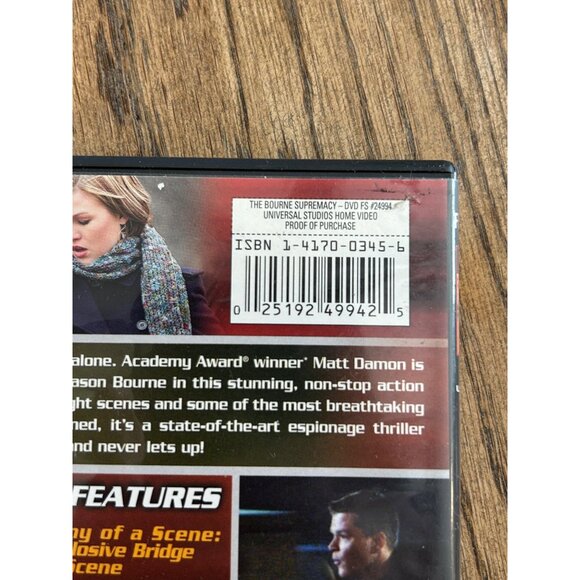 THE BOURNE SUPREMACY – DVD FS #24994
UNIVERSAL STUDIOS HOME VIDEO
PROOF OF PURCHASE
ISBN 1-4170-0345-6
0 25192 49942 5
alone. Academy Award® winner* Matt Damon is
ason Bourne in this stunning, non-stop action
ght scenes and some of the most breathtaking
ned, it's a state-of-the-art espionage thriller
and never lets up!
FEATURES
ny of a Scene:
losive Bridge
Scene